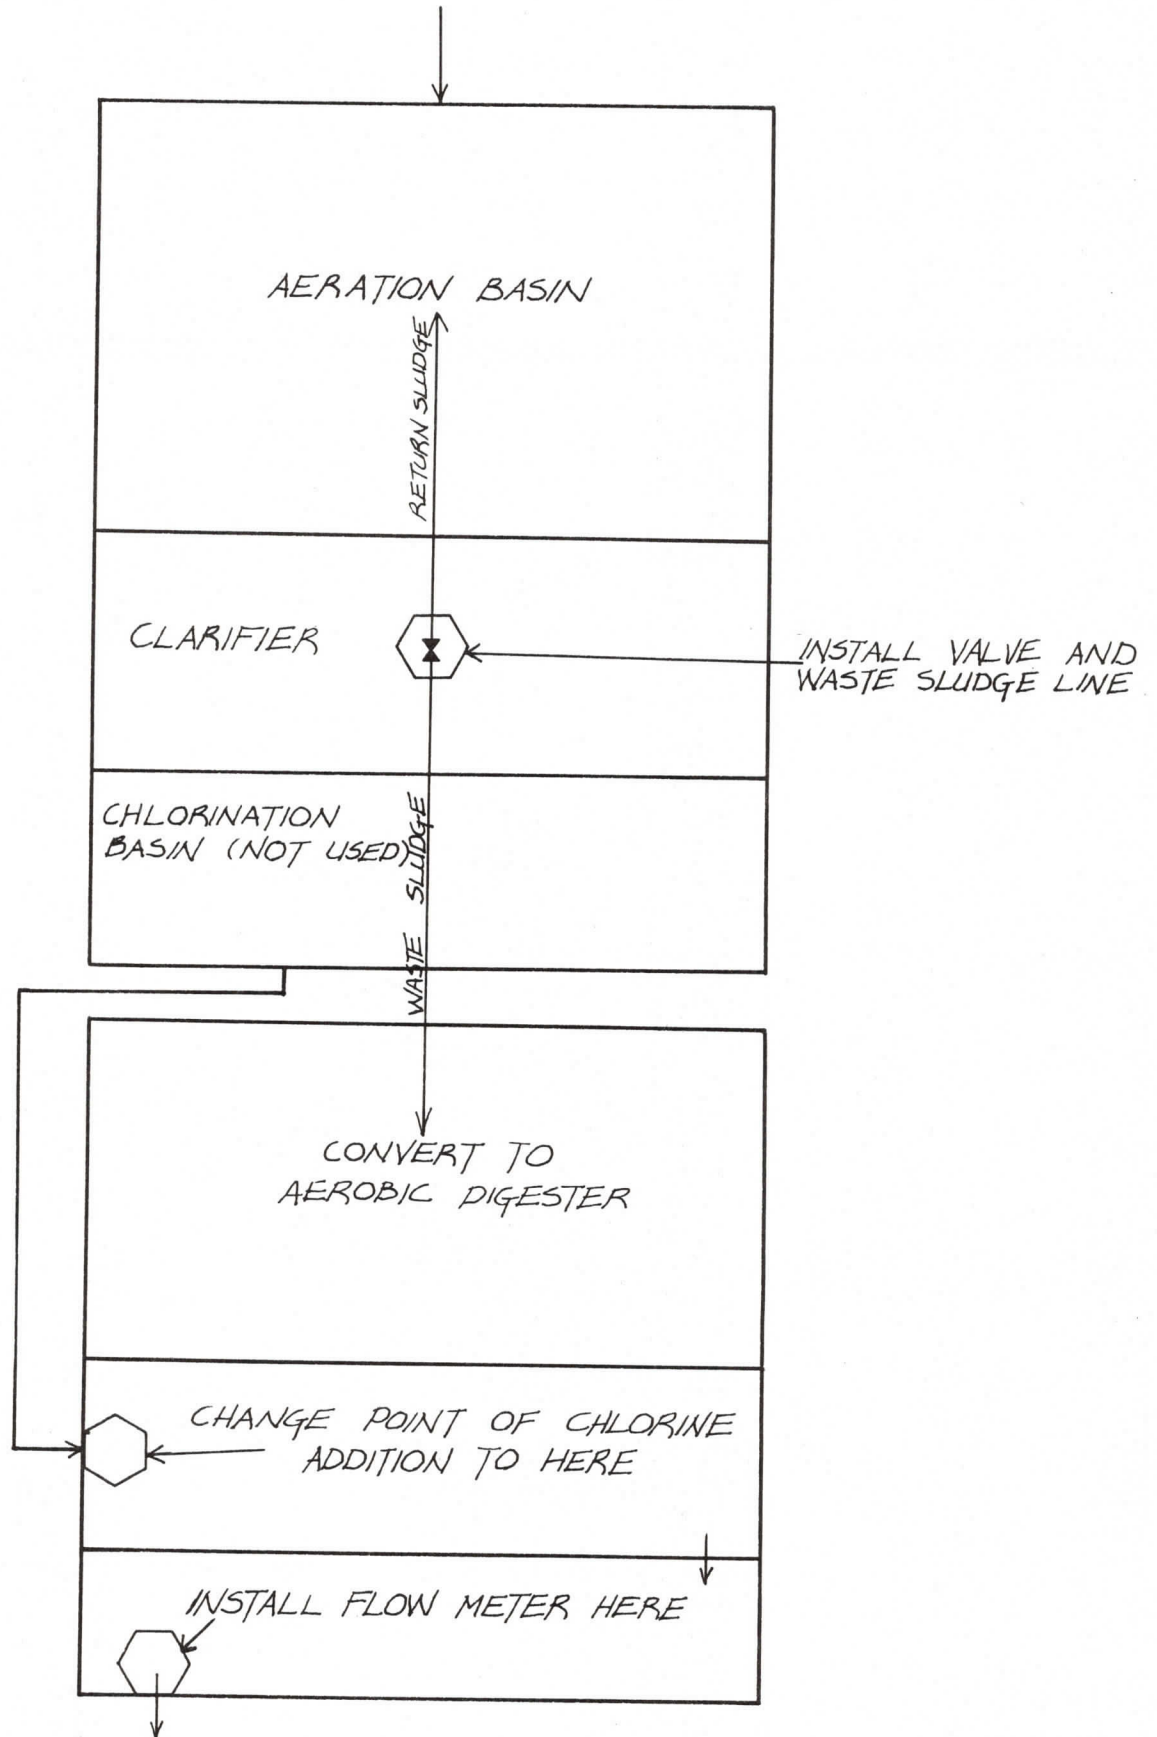 AERATION BASIN
RETURN SLUDGE
CLARIFIER
INSTALL VALVE AND
WASTE SLUDGE LINE
CHLORINATION
BASIN (NOT USED)
WASTE SLUDGE
CONVERT TO
AEROBIC DIGESTER
CHANGE POINT OF CHLORINE
ADDITION TO HERE
INSTALL FLOW METER HERE